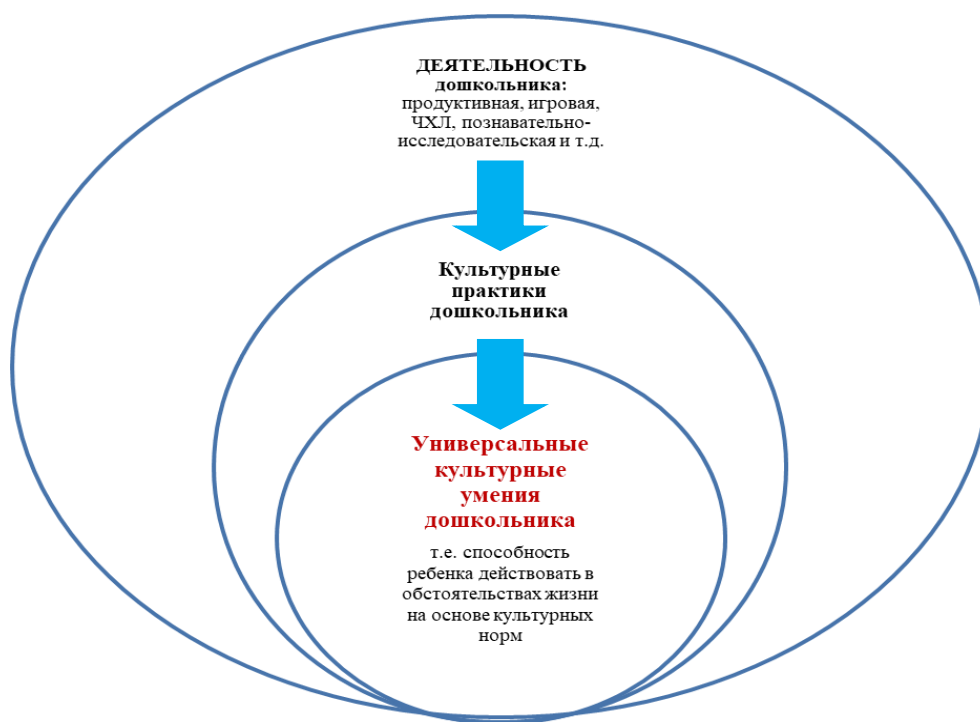 ДЕЯТЕЛЬНОСТЬ
дошкольника:
продуктивная, игровая,
ЧХЛ, познавательно-
исследовательская и т.д.
Культурные
практики
дошкольника
Универсальные
культурные
умения
дошкольника
т.е. способность
ребенка действовать в
обстоятельствах жизни
на основе культурных
норм